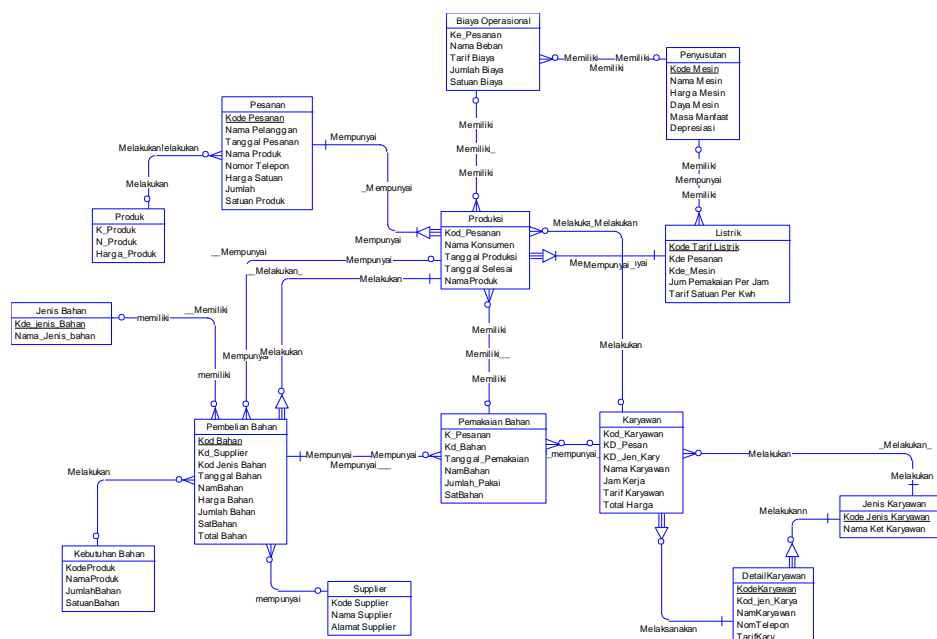 Biaya Operasional
Ke_Pesanan
Nama Beban
Tarif Biaya
Jumlah Biaya
Satuan Biaya
Memiliki
Memiliki
Memiliki
Penyusutan
Kode Mesin
Nama Mesin
Harga Mesin
Daya Mesin
Masa Manfaat
Depresiasi
Pesanan
Kode Pesanan
Nama Pelanggan
Tanggal Pesanan
Nama Produk
Nomor Telepon
Harga Satuan
Jumlah
Satuan Produk
Mempunyai
_Mempunyai
Mempunyai
Memiliki
Memiliki_
Memiliki
Memiliki
Mempunyai
Memiliki
Melakukan
Produk
K_Produk
N_Produk
Harga_Produk
Produksi
Kod_Pesanan
Nama Konsumen
Tanggal Produksi
Tanggal Selesai
NamaProduk
Melakuka_Melakukan
Listrik
Kode Tarif Listrik
Kde Pesanan
Kde_Mesin
Jum Pemakaian Per Jam
Tarif Satuan Per Kwh
Mempunyai_
__Mempunyai
Mempunyai
_Melakukan_
Melakukan
Jenis Bahan
Kde_jenis_Bahan
Nama_Jenis_bahan
memiliki
__Memiliki
memiliki
Melakukan
Memiliki
Memiliki__
Memiliki
Melakukan
Pembelian Bahan
Kod Bahan
Kd_Supplier
Kod Jenis Bahan
Tanggal Bahan
NamBahan
Harga Bahan
Jumlah Bahan
SatBahan
Total Bahan
Mempunyai
Mempunyai
Mempunyai___
Pemakaian Bahan
K_Pesanan
Kd_Bahan
Tanggal_Pemakaian
NamBahan
Jumlah_Pakai
SatBahan
_mempunyai_
Karyawan
Kod_Karyawan
KD_Pesan
KD_Jen_Kary
Nama Karyawan
Jam Kerja
Tarif Karyawan
Total Harga
Melakukan
_Melakukan_
Melakukan
Melakukan
Jenis Karyawan
Kode Jenis Karyawan
Nama Ket Karyawan
Melakukann
Kebutuhan Bahan
KodeProduk
NamaProduk
JumlahBahan
SatuanBahan
mempunyai
Supplier
Kode Supplier
Nama Supplier
Alamat Supplier
Melaksanakan
DetailKaryawan
KodeKaryawan
Kod_jen_Karya
NamKaryawan
NomTelepon
TarifKary